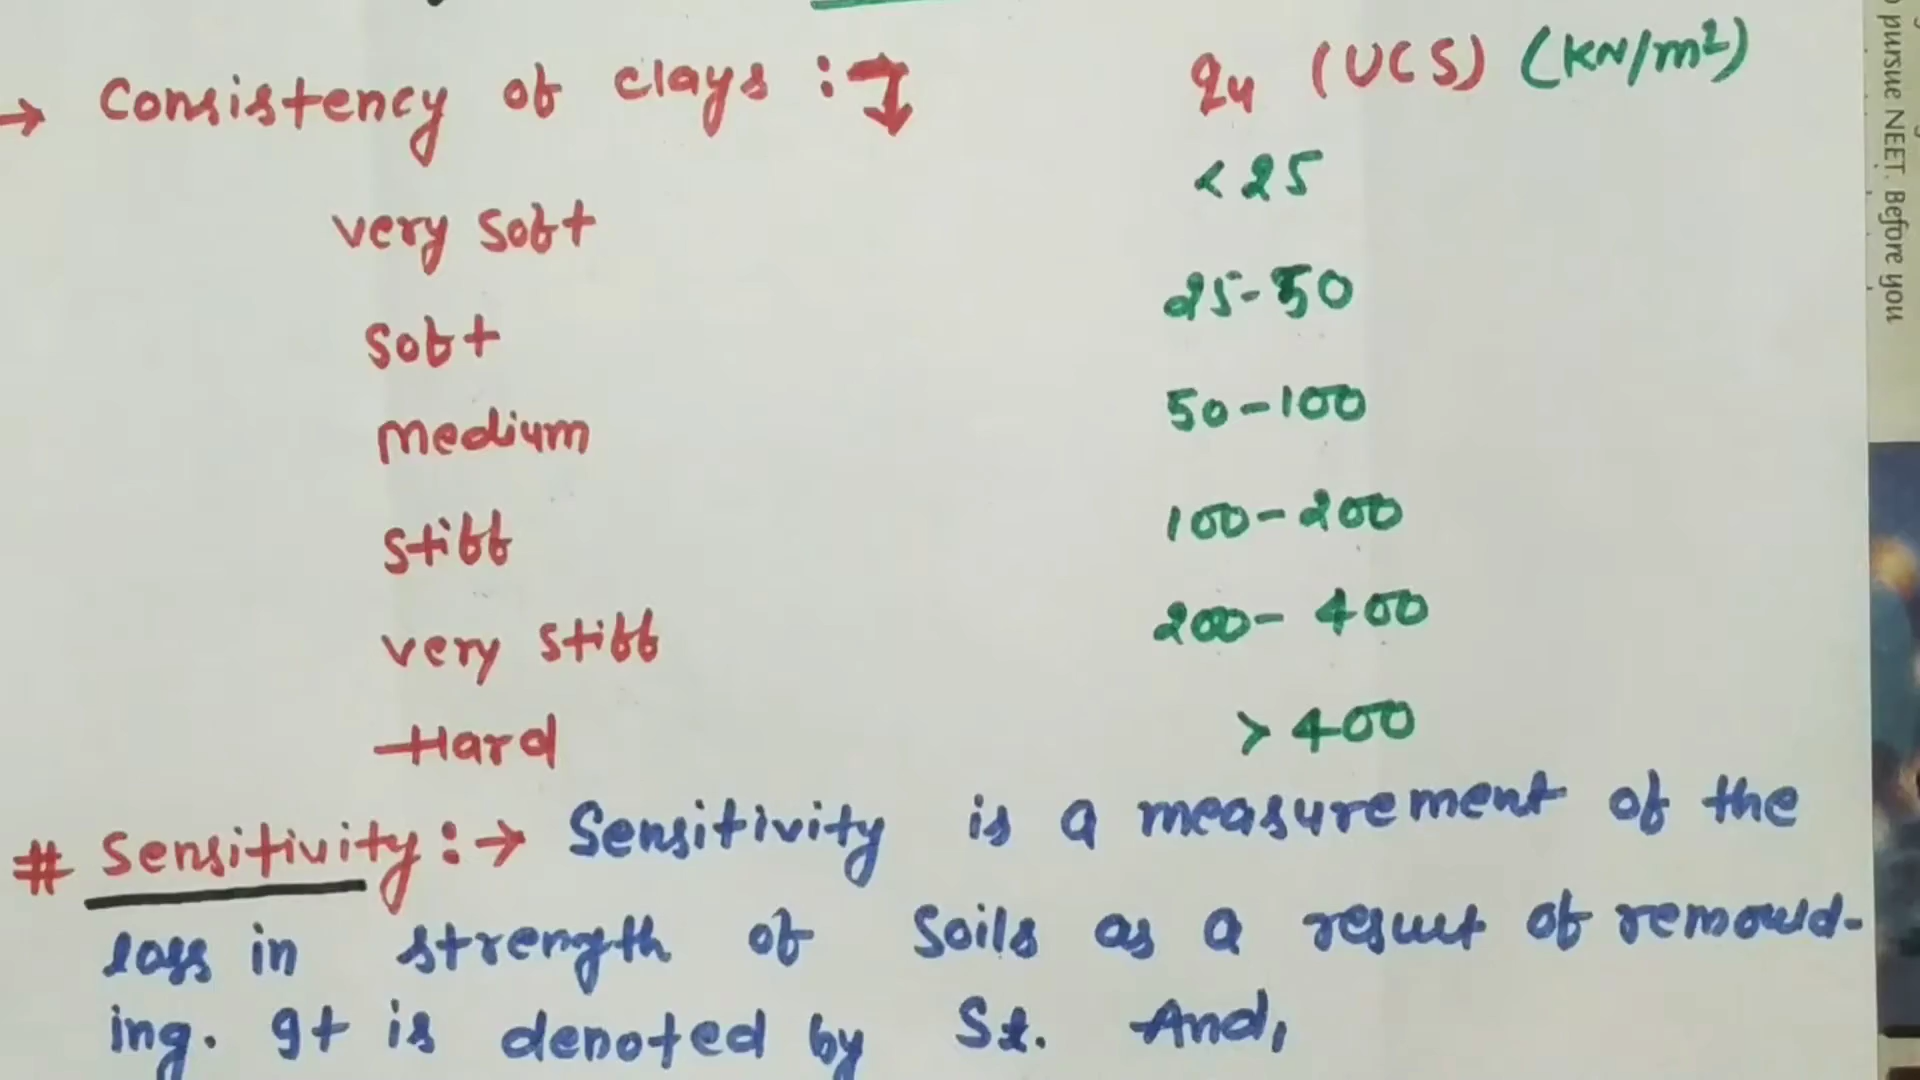 → Consistency of clays :→ qu (UCS) (KN/m²)
very soft <25
soft 25-50
medium 50-100
stiff 100-200
very stiff 200-400
Hard >400
# Sensitivity :→ Sensitivity is a measurement of the
loss in strength of soils as a result of remould-
ing. It is denoted by St. And,
pursue NEET. Before you